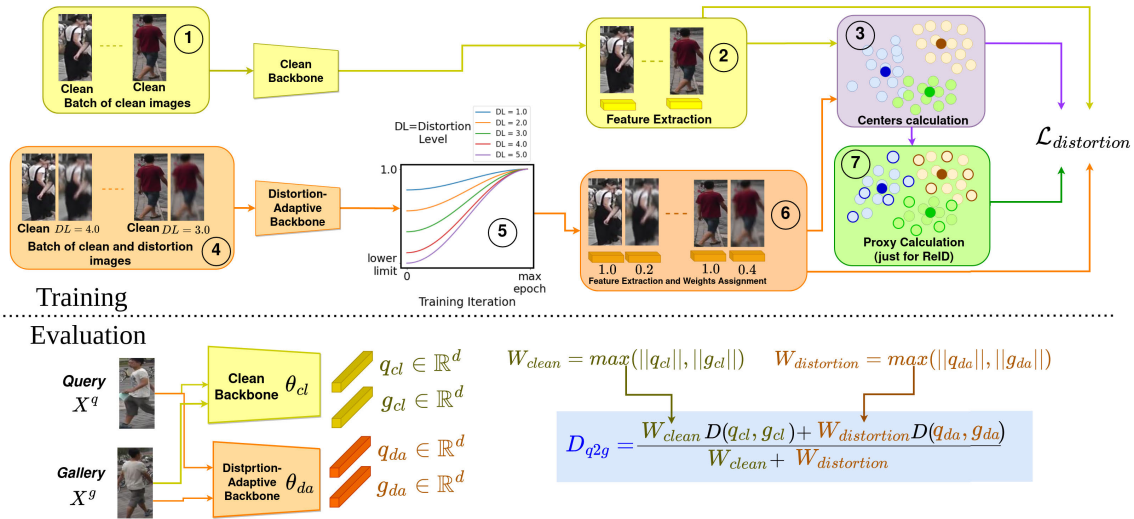 1
Clean
Clean
Batch of clean images
Clean
Backbone
2
Feature Extraction
3
Centers calculation
ℒ_distortion
DL=Distortion
Level
DL = 1.0
DL = 2.0
DL = 3.0
DL = 4.0
DL = 5.0
1.0
lower
limit
0
max
epoch
Training Iteration
5
Clean DL = 4.0
Clean DL = 3.0
Batch of clean and distortion
images
4
Distortion-
Adaptive
Backbone
6
1.0 0.2 1.0 0.4
Feature Extraction and Weights Assignment
7
Proxy Calculation
(just for ReID)
Training
Evaluation
Query
X^q
Gallery
X^g
Clean
Backbone θ_cl
Distprtion-
Adaptive
Backbone θ_da
q_cl ∈ ℝ^d
g_cl ∈ ℝ^d
q_da ∈ ℝ^d
g_da ∈ ℝ^d
W_clean = max(||q_cl||, ||g_cl||)
W_distortion = max(||q_da||, ||g_da||)
D_q2g = W_clean D(q_cl, g_cl) + W_distortion D(q_da, g_da)
W_clean + W_distortion